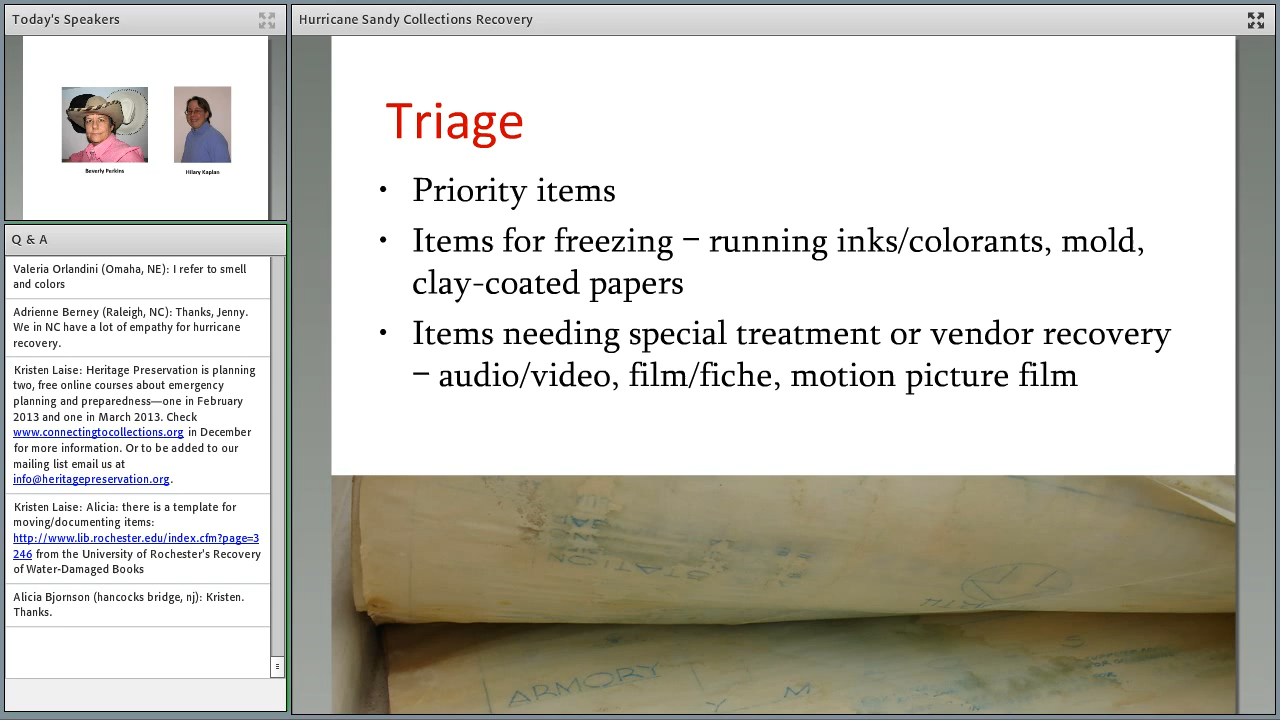 Today's Speakers
Beverly Perkins
Hilary Kaplan
Q & A
Valeria Orlandini (Omaha, NE): I refer to smell
and colors
Adrienne Berney (Raleigh, NC): Thanks, Jenny.
We in NC have a lot of empathy for hurricane
recovery.
Kristen Laise: Heritage Preservation is planning
two, free online courses about emergency
planning and preparedness—one in February
2013 and one in March 2013. Check
www.connectingtocollections.org in December
for more information. Or to be added to our
mailing list email us at
info@heritagepreservation.org.
Kristen Laise: Alicia: there is a template for
moving/documenting items:
http://www.lib.rochester.edu/index.cfm?page=3
246 from the University of Rochester's Recovery
of Water-Damaged Books
Alicia Bjornson (hancocks bridge, nj): Kristen.
Thanks.
Hurricane Sandy Collections Recovery
Triage
• Priority items
• Items for freezing – running inks/colorants, mold,
clay-coated papers
• Items needing special treatment or vendor recovery
– audio/video, film/fiche, motion picture film
ARMORY